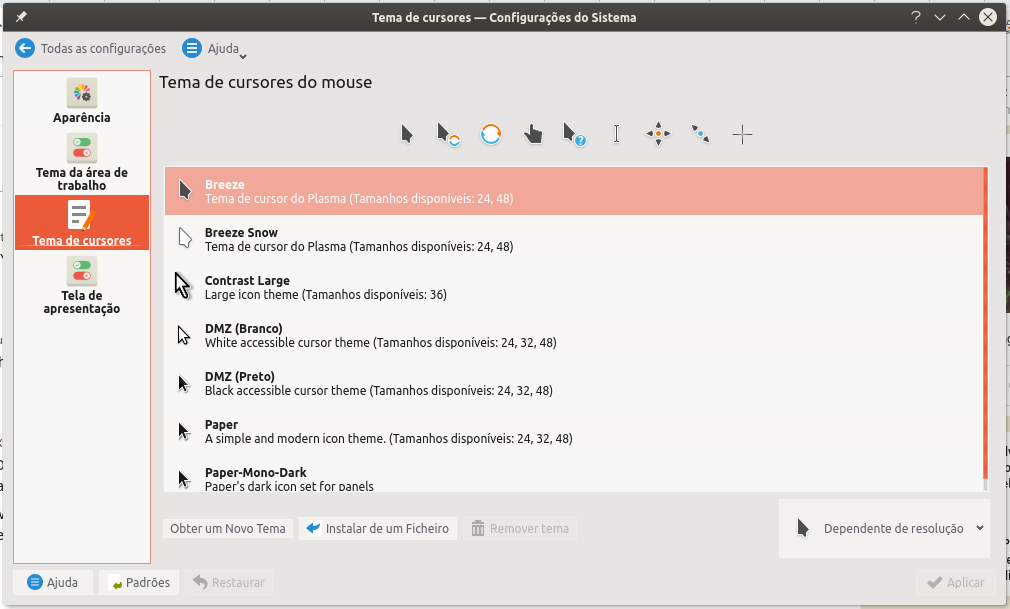 Tema de cursores — Configurações do Sistema
Todas as configurações
Ajuda
Aparência
Tema da área de
trabalho
Tema de cursores
Tela de
apresentação
Tema de cursores do mouse
Breeze
Tema de cursor do Plasma (Tamanhos disponíveis: 24, 48)
Breeze Snow
Tema de cursor do Plasma (Tamanhos disponíveis: 24, 48)
Contrast Large
Large icon theme (Tamanhos disponíveis: 36)
DMZ (Branco)
White accessible cursor theme (Tamanhos disponíveis: 24, 32, 48)
DMZ (Preto)
Black accessible cursor theme (Tamanhos disponíveis: 24, 32, 48)
Paper
A simple and modern icon theme. (Tamanhos disponíveis: 24, 32, 48)
Paper-Mono-Dark
Paper's dark icon set for panels
Obter um Novo Tema
Instalar de um Ficheiro
Remover tema
Dependente de resolução
Ajuda
Padrões
Restaurar
Aplicar